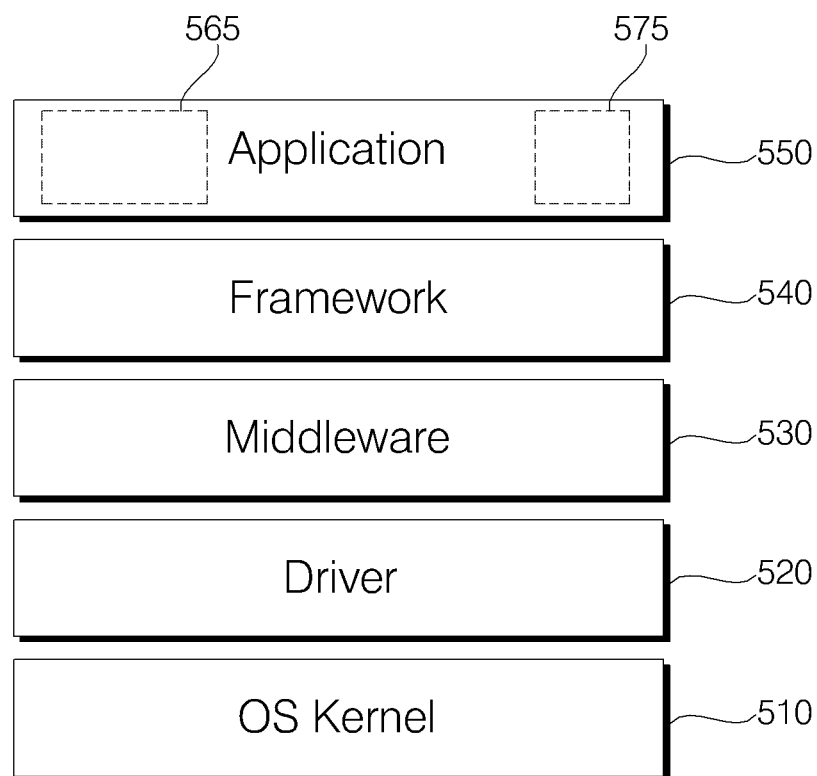 565 575
Application 550
Framework 540
Middleware 530
Driver 520
OS Kernel 510